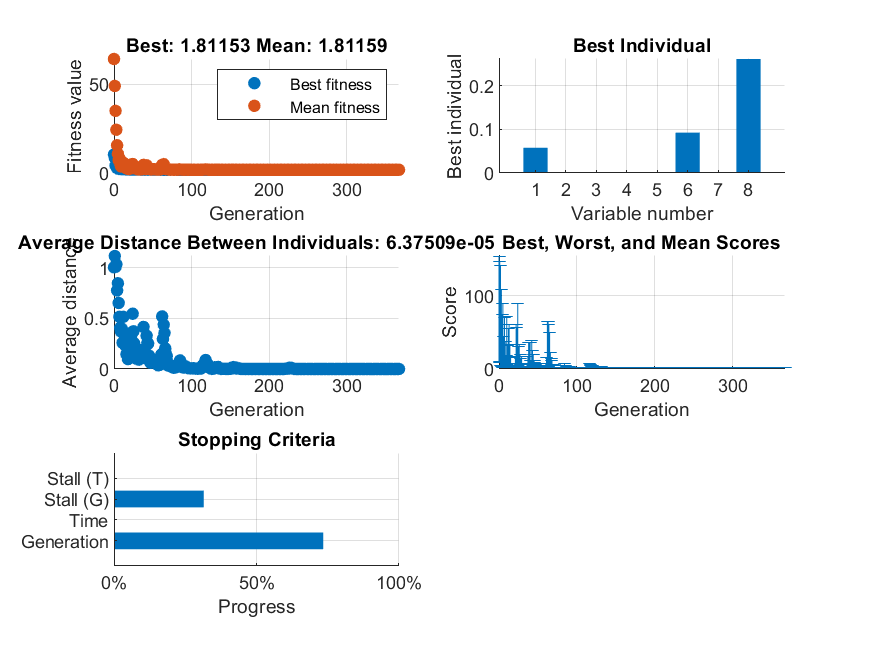 Best: 1.81153 Mean: 1.81159
Fitness value
50
0
Best fitness
Mean fitness
0 100 200 300
Generation
Best Individual
Best individual
0.2
0.1
0
1 2 3 4 5 6 7 8
Variable number
Average Distance Between Individuals: 6.37509e-05
Average distance
1
0.5
0
0 100 200 300
Generation
Best, Worst, and Mean Scores
Score
100
0
0 100 200 300
Generation
Stopping Criteria
Stall (T)
Stall (G)
Time
Generation
0% 50% 100%
Progress